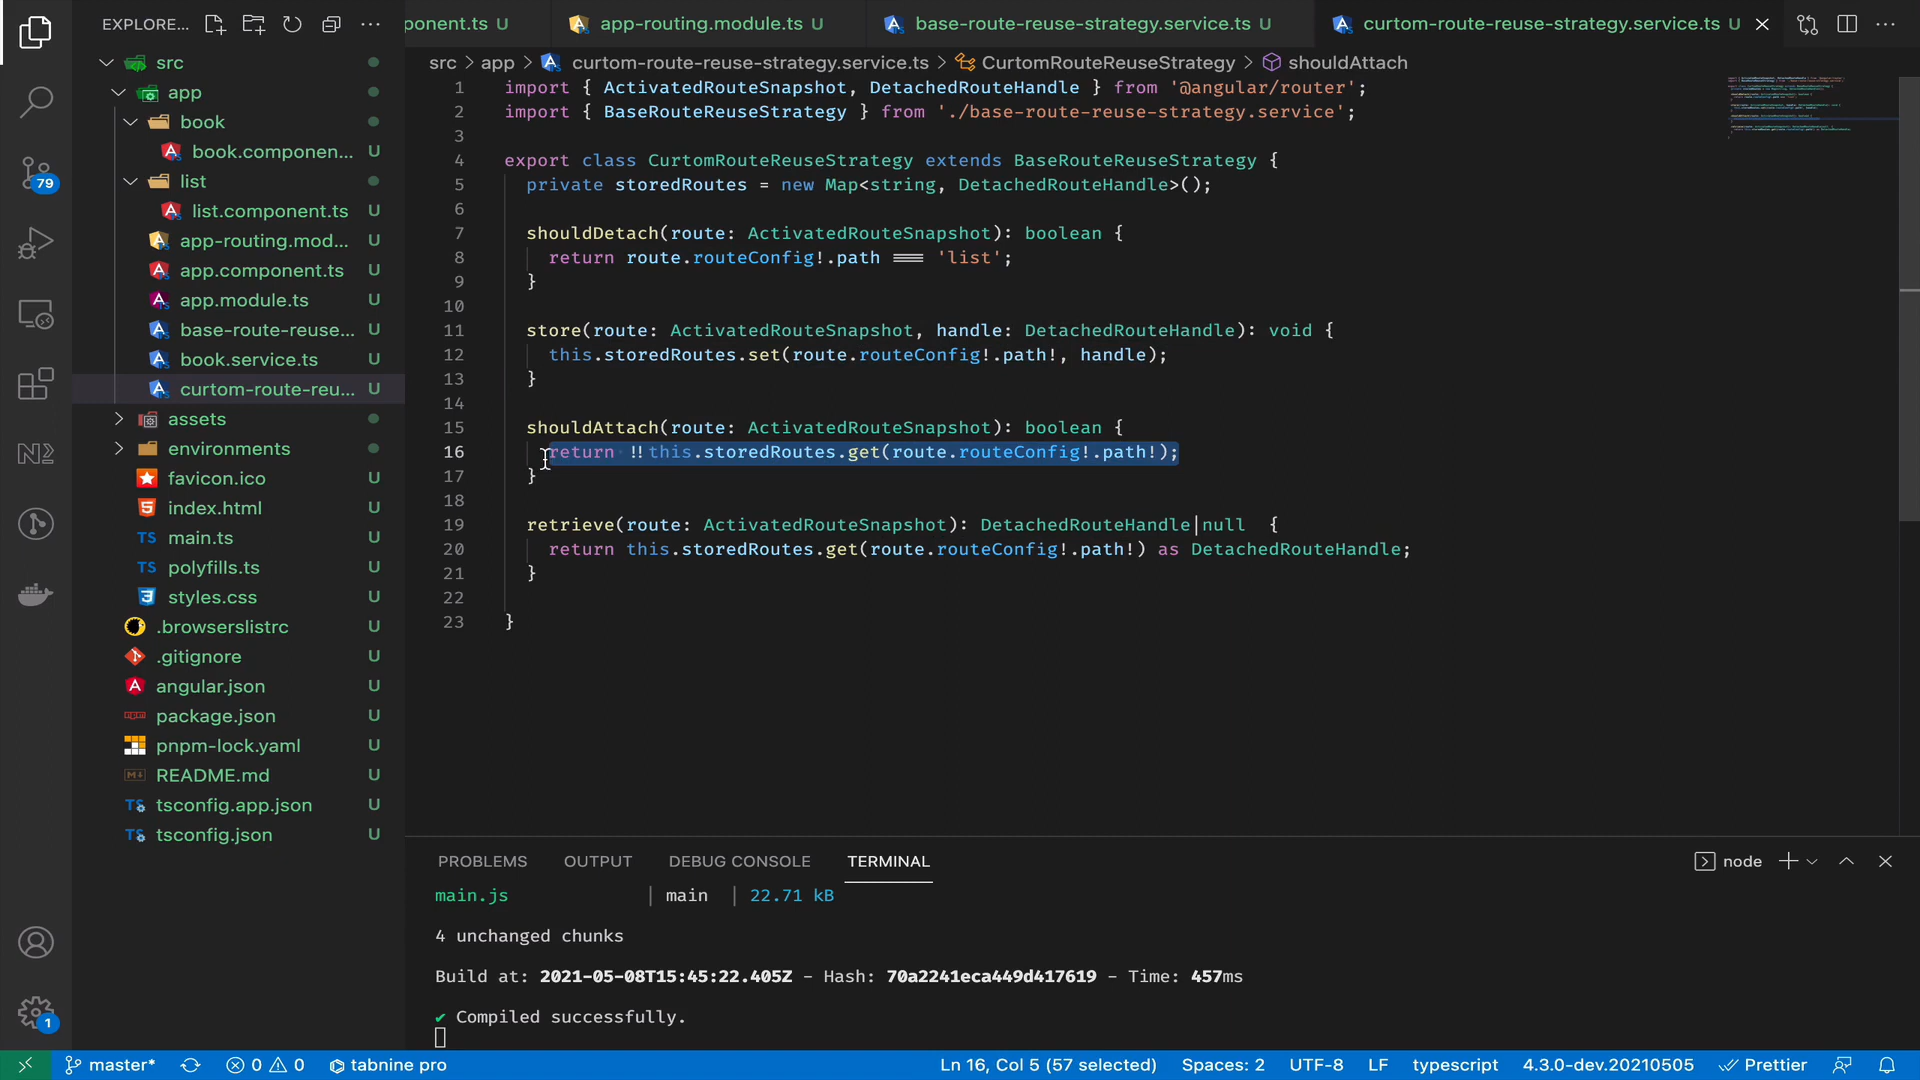 EXPLORE...
ponent.ts U
app-routing.module.ts U
base-route-reuse-strategy.service.ts U
curtom-route-reuse-strategy.service.ts U
src > app > curtom-route-reuse-strategy.service.ts > CurtomRouteReuseStrategy > shouldAttach
src
app
book
book.componen... U
list
list.component.ts U
app-routing.mod... U
app.component.ts U
app.module.ts U
base-route-reuse... U
book.service.ts U
curtom-route-reu... U
assets
environments
favicon.ico U
index.html U
TS main.ts U
TS polyfills.ts U
styles.css U
.browserslistrc U
.gitignore U
angular.json U
package.json U
pnpm-lock.yaml U
README.md U
TS tsconfig.app.json U
TS tsconfig.json U
79
1
1 import { ActivatedRouteSnapshot, DetachedRouteHandle } from '@angular/router';
2 import { BaseRouteReuseStrategy } from './base-route-reuse-strategy.service';
3
4 export class CurtomRouteReuseStrategy extends BaseRouteReuseStrategy {
5 private storedRoutes = new Map<string, DetachedRouteHandle>();
6
7 shouldDetach(route: ActivatedRouteSnapshot): boolean {
8 return route.routeConfig!.path === 'list';
9 }
10
11 store(route: ActivatedRouteSnapshot, handle: DetachedRouteHandle): void {
12 this.storedRoutes.set(route.routeConfig!.path!, handle);
13 }
14
15 shouldAttach(route: ActivatedRouteSnapshot): boolean {
16 return !!this.storedRoutes.get(route.routeConfig!.path!);
17 }
18
19 retrieve(route: ActivatedRouteSnapshot): DetachedRouteHandle|null {
20 return this.storedRoutes.get(route.routeConfig!.path!) as DetachedRouteHandle;
21 }
22
23 }
PROBLEMS OUTPUT DEBUG CONSOLE TERMINAL
node
main.js | main | 22.71 kB
4 unchanged chunks
Build at: 2021-05-08T15:45:22.405Z - Hash: 70a2241eca449d417619 - Time: 457ms
✔ Compiled successfully.
master* 0 0 tabnine pro
Ln 16, Col 5 (57 selected) Spaces: 2 UTF-8 LF typescript 4.3.0-dev.20210505 Prettier